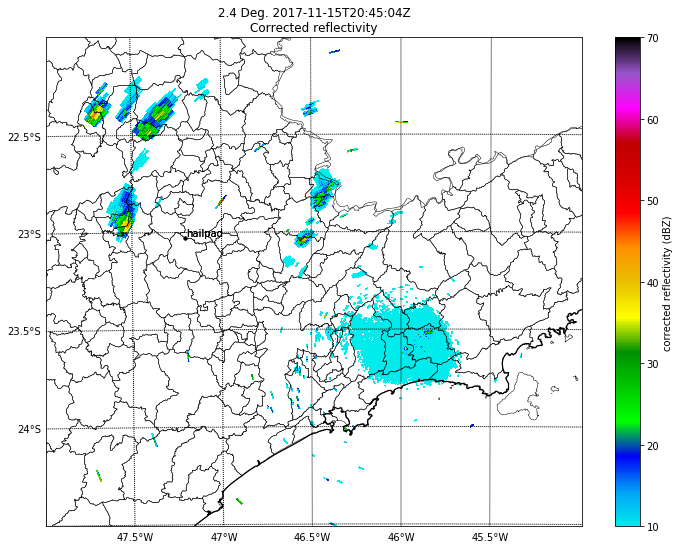 2.4 Deg. 2017-11-15T20:45:04Z
Corrected reflectivity
70
60
50
40
30
20
10
corrected reflectivity (dBZ)
22.5°S
23°S
23.5°S
24°S
hailpad
47.5°W
47°W
46.5°W
46°W
45.5°W